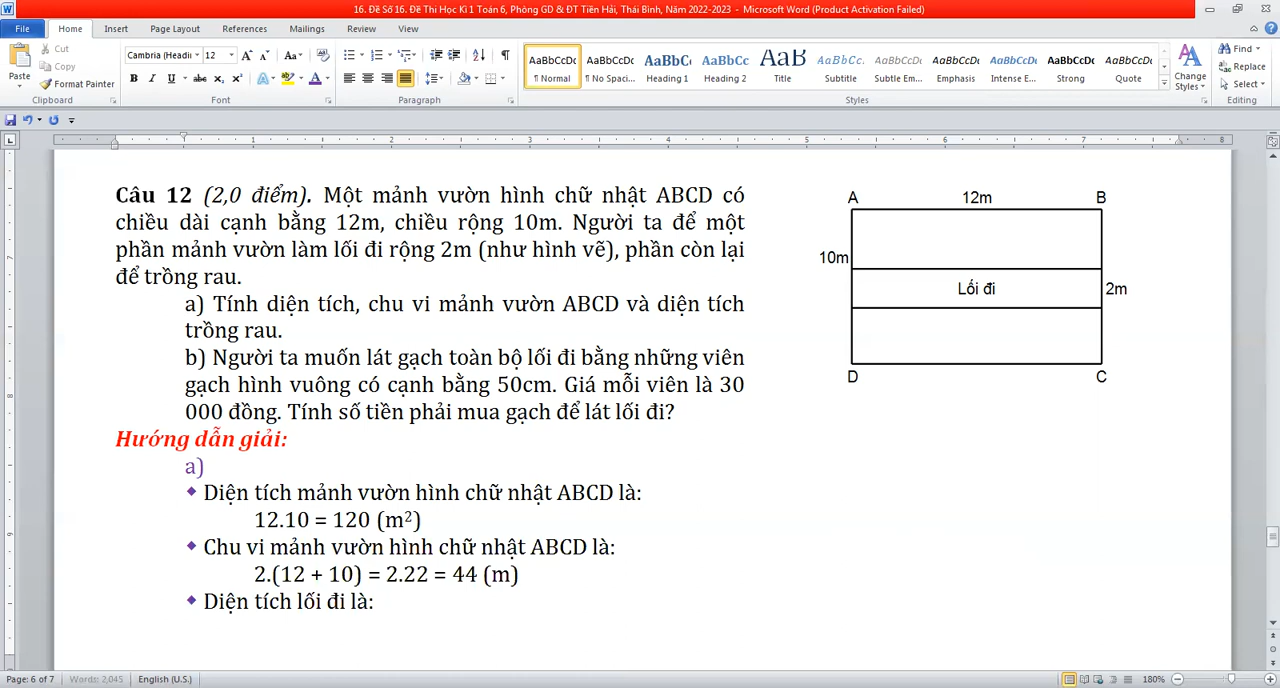 16. Đề Số 16. Đề Thi Học Kì 1 Toán 6, Phòng GD & ĐT Tiền Hải, Thái Bình, Năm 2022-2023 - Microsoft Word (Product Activation Failed)
File Home Insert Page Layout References Mailings Review View
Paste
Cut
Copy
Format Painter
Clipboard
Cambria (Headi 12
Font
Paragraph
AaBbCcDc AaBbCcDc AaBbC AaBbCc AaB AaBbCc. AaBbCcDc AaBbCcDc AaBbCcDc AaBbCcDc AaBbCcDc
¶ Normal ¶ No Spaci... Heading 1 Heading 2 Title Subtitle Subtle Em... Emphasis Intense E... Strong Quote
Styles
Change Styles
Find
Replace
Select
Editing
1 2 3 4 5 6 7 8
Câu 12 (2,0 điểm). Một mảnh vườn hình chữ nhật ABCD có
chiều dài cạnh bằng 12m, chiều rộng 10m. Người ta để một
phần mảnh vườn làm lối đi rộng 2m (như hình vẽ), phần còn lại
để trồng rau.
a) Tính diện tích, chu vi mảnh vườn ABCD và diện tích
trồng rau.
b) Người ta muốn lát gạch toàn bộ lối đi bằng những viên
gạch hình vuông có cạnh bằng 50cm. Giá mỗi viên là 30
000 đồng. Tính số tiền phải mua gạch để lát lối đi?
A 12m B
10m
Lối đi 2m
D C
Hướng dẫn giải:
a)
Diện tích mảnh vườn hình chữ nhật ABCD là:
12.10 = 120 (m²)
Chu vi mảnh vườn hình chữ nhật ABCD là:
2.(12 + 10) = 2.22 = 44 (m)
Diện tích lối đi là:
Page: 6 of 7 Words: 2,045 English (U.S.) 180%